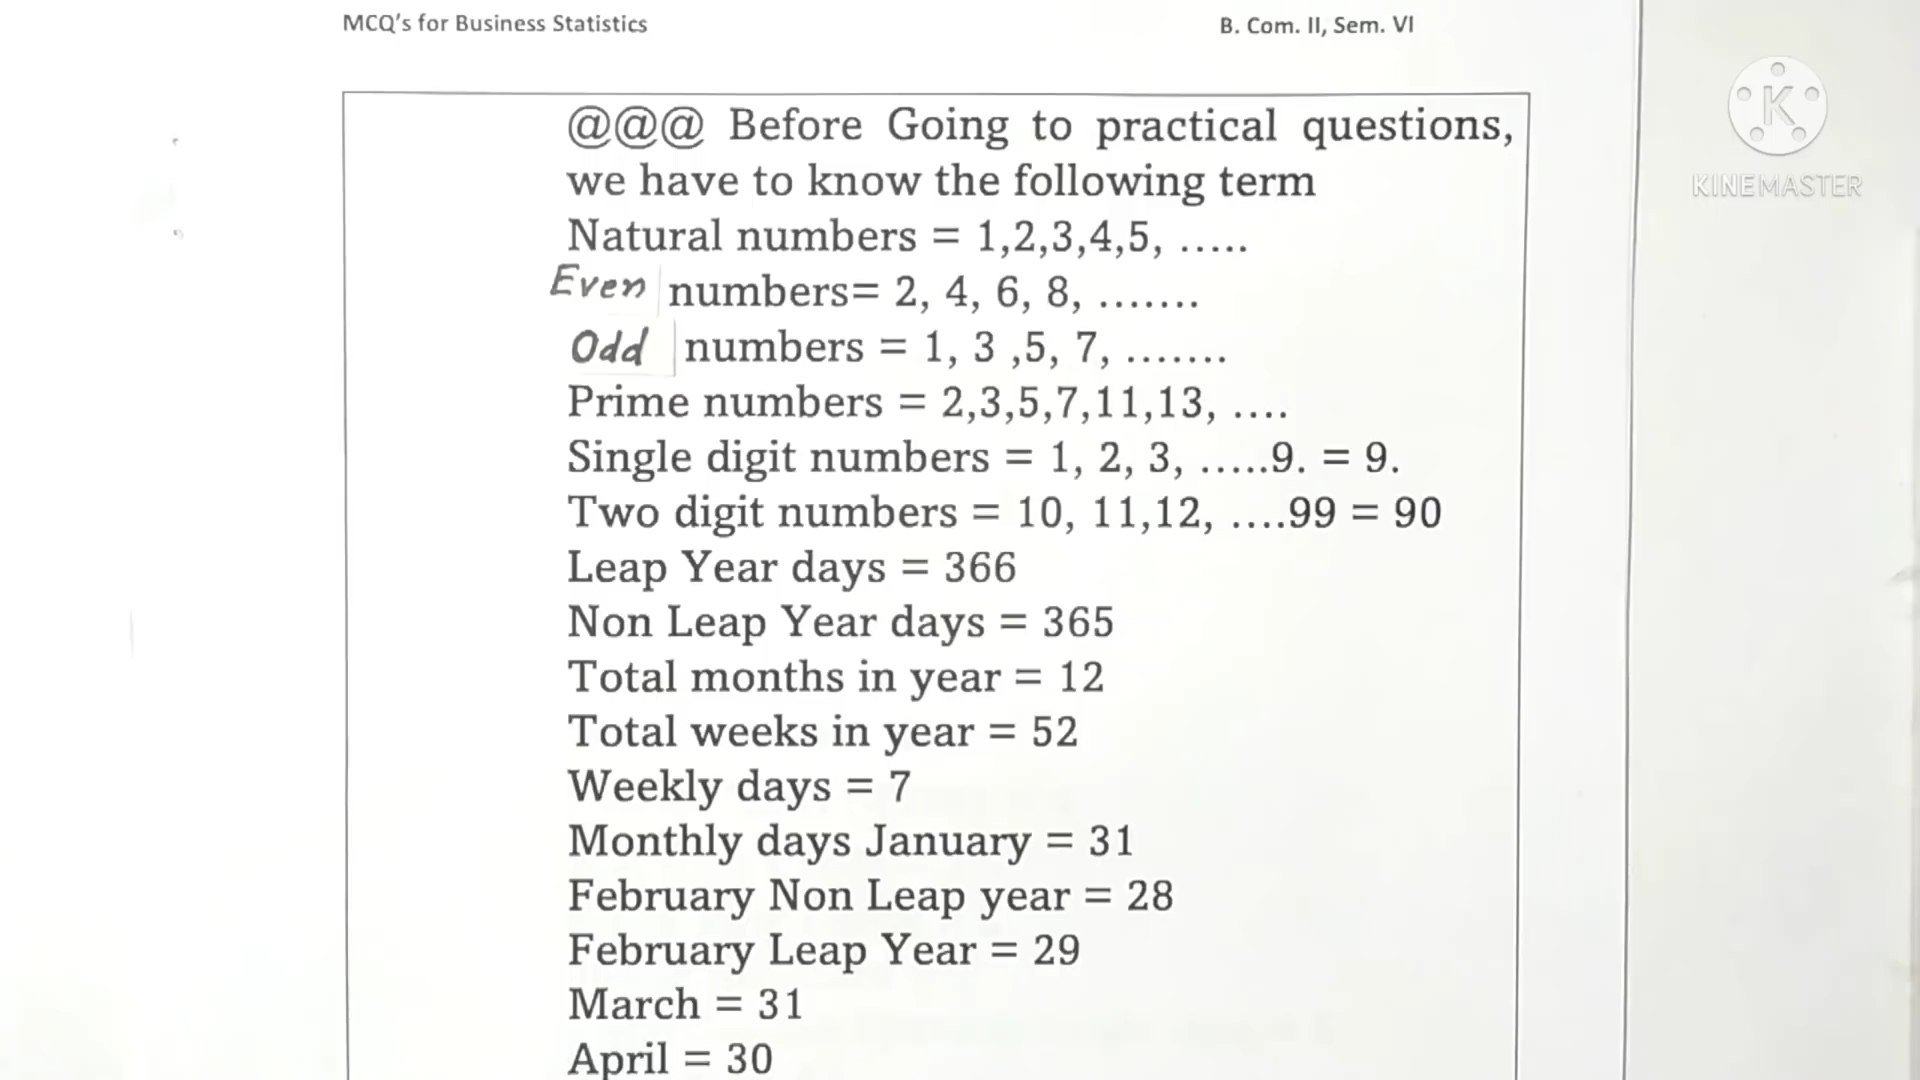 MCQ's for Business Statistics
B. Com. II, Sem. VI
K
KINEMASTER
@@@ Before Going to practical questions,
we have to know the following term
Natural numbers = 1,2,3,4,5, .....
Even numbers= 2, 4, 6, 8, .......
Odd numbers = 1, 3 ,5, 7, .......
Prime numbers = 2,3,5,7,11,13, ....
Single digit numbers = 1, 2, 3, .....9. = 9.
Two digit numbers = 10, 11,12, ....99 = 90
Leap Year days = 366
Non Leap Year days = 365
Total months in year = 12
Total weeks in year = 52
Weekly days = 7
Monthly days January = 31
February Non Leap year = 28
February Leap Year = 29
March = 31
April = 30